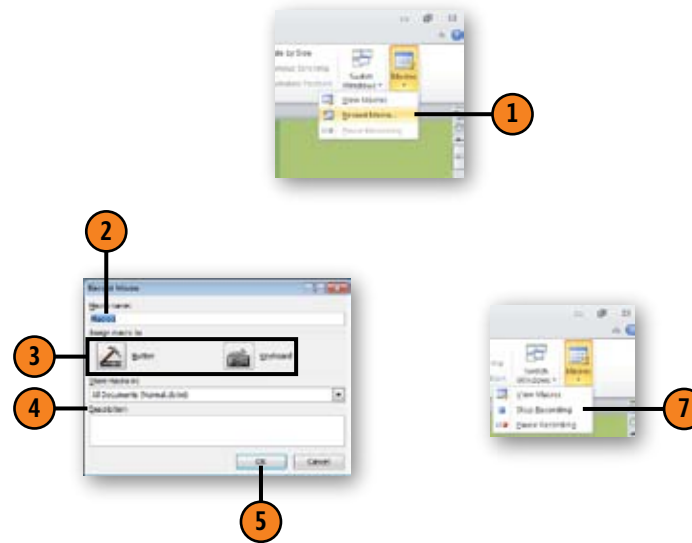 Switch
Windows
Macros
View Macros
Record Macro...
Pause Recording
1
2
Record Macro
Macro name:
Assign macro to
3
Button
Keyboard
Store macro in:
All Documents (Normal.dotm)
4
Description:
OK
Cancel
5
Switch
Windows
Macros
View Macros
Stop Recording
Pause Recording
7